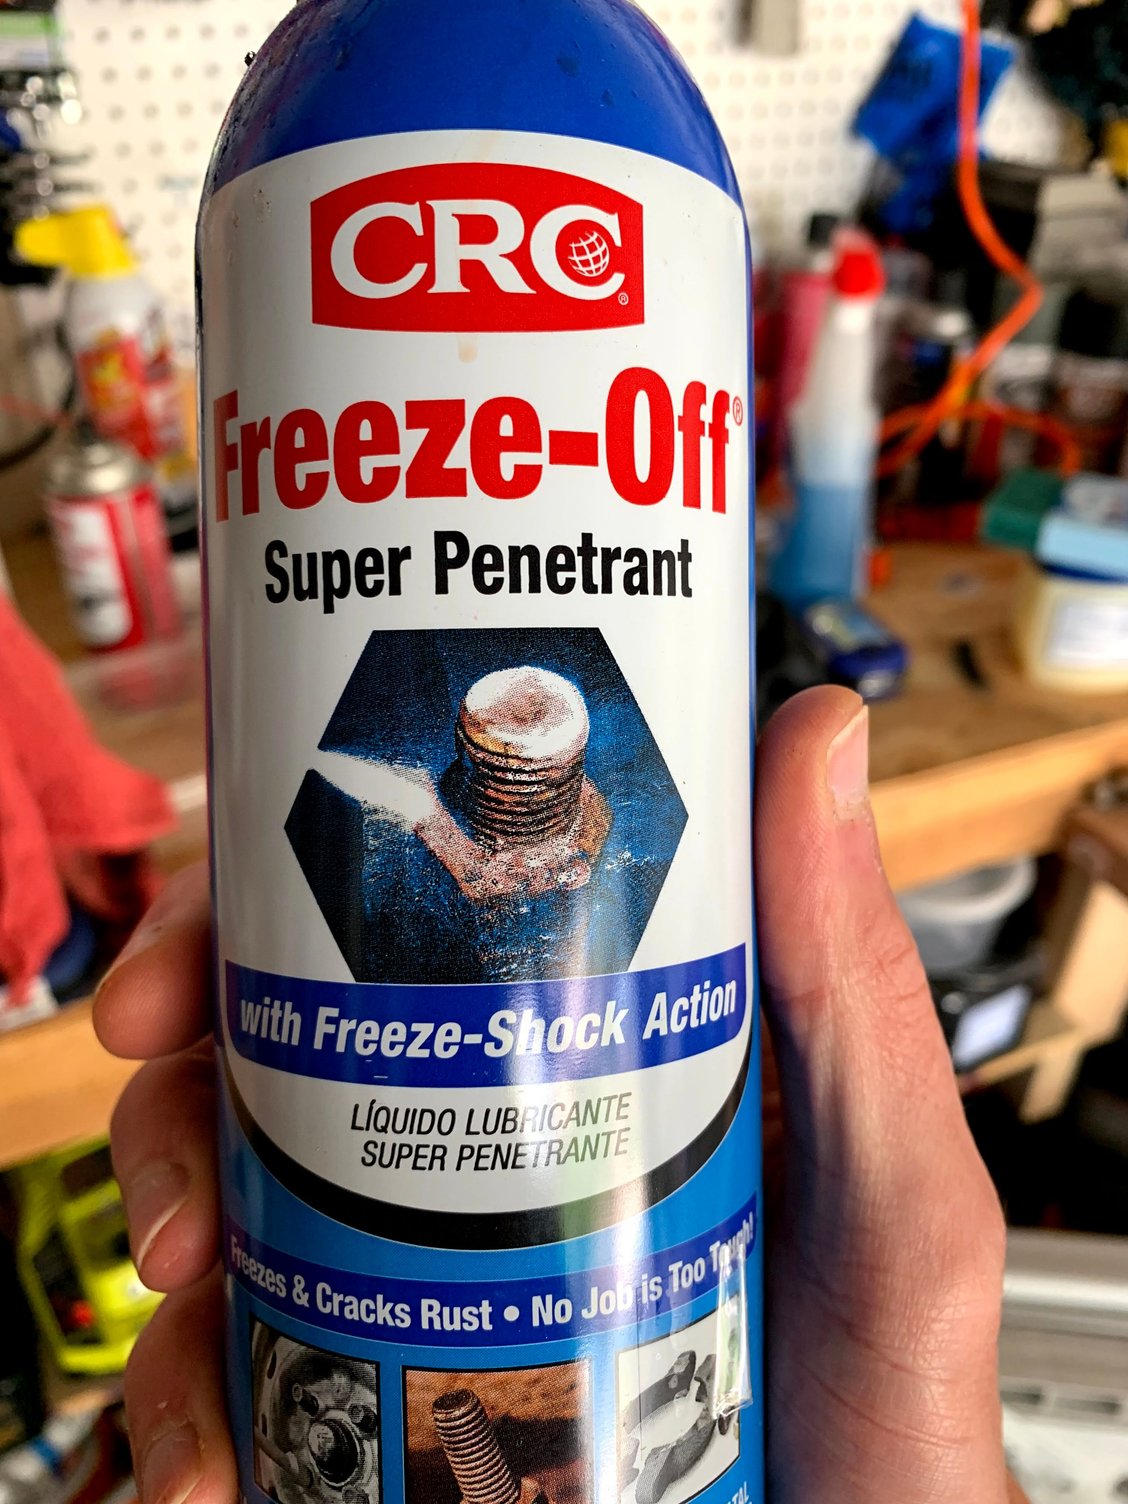 CRC®
Freeze-Off®
Super Penetrant
with Freeze-Shock Action
LÍQUIDO LUBRICANTE
SUPER PENETRANTE
Freezes & Cracks Rust • No Job is Too Tough!